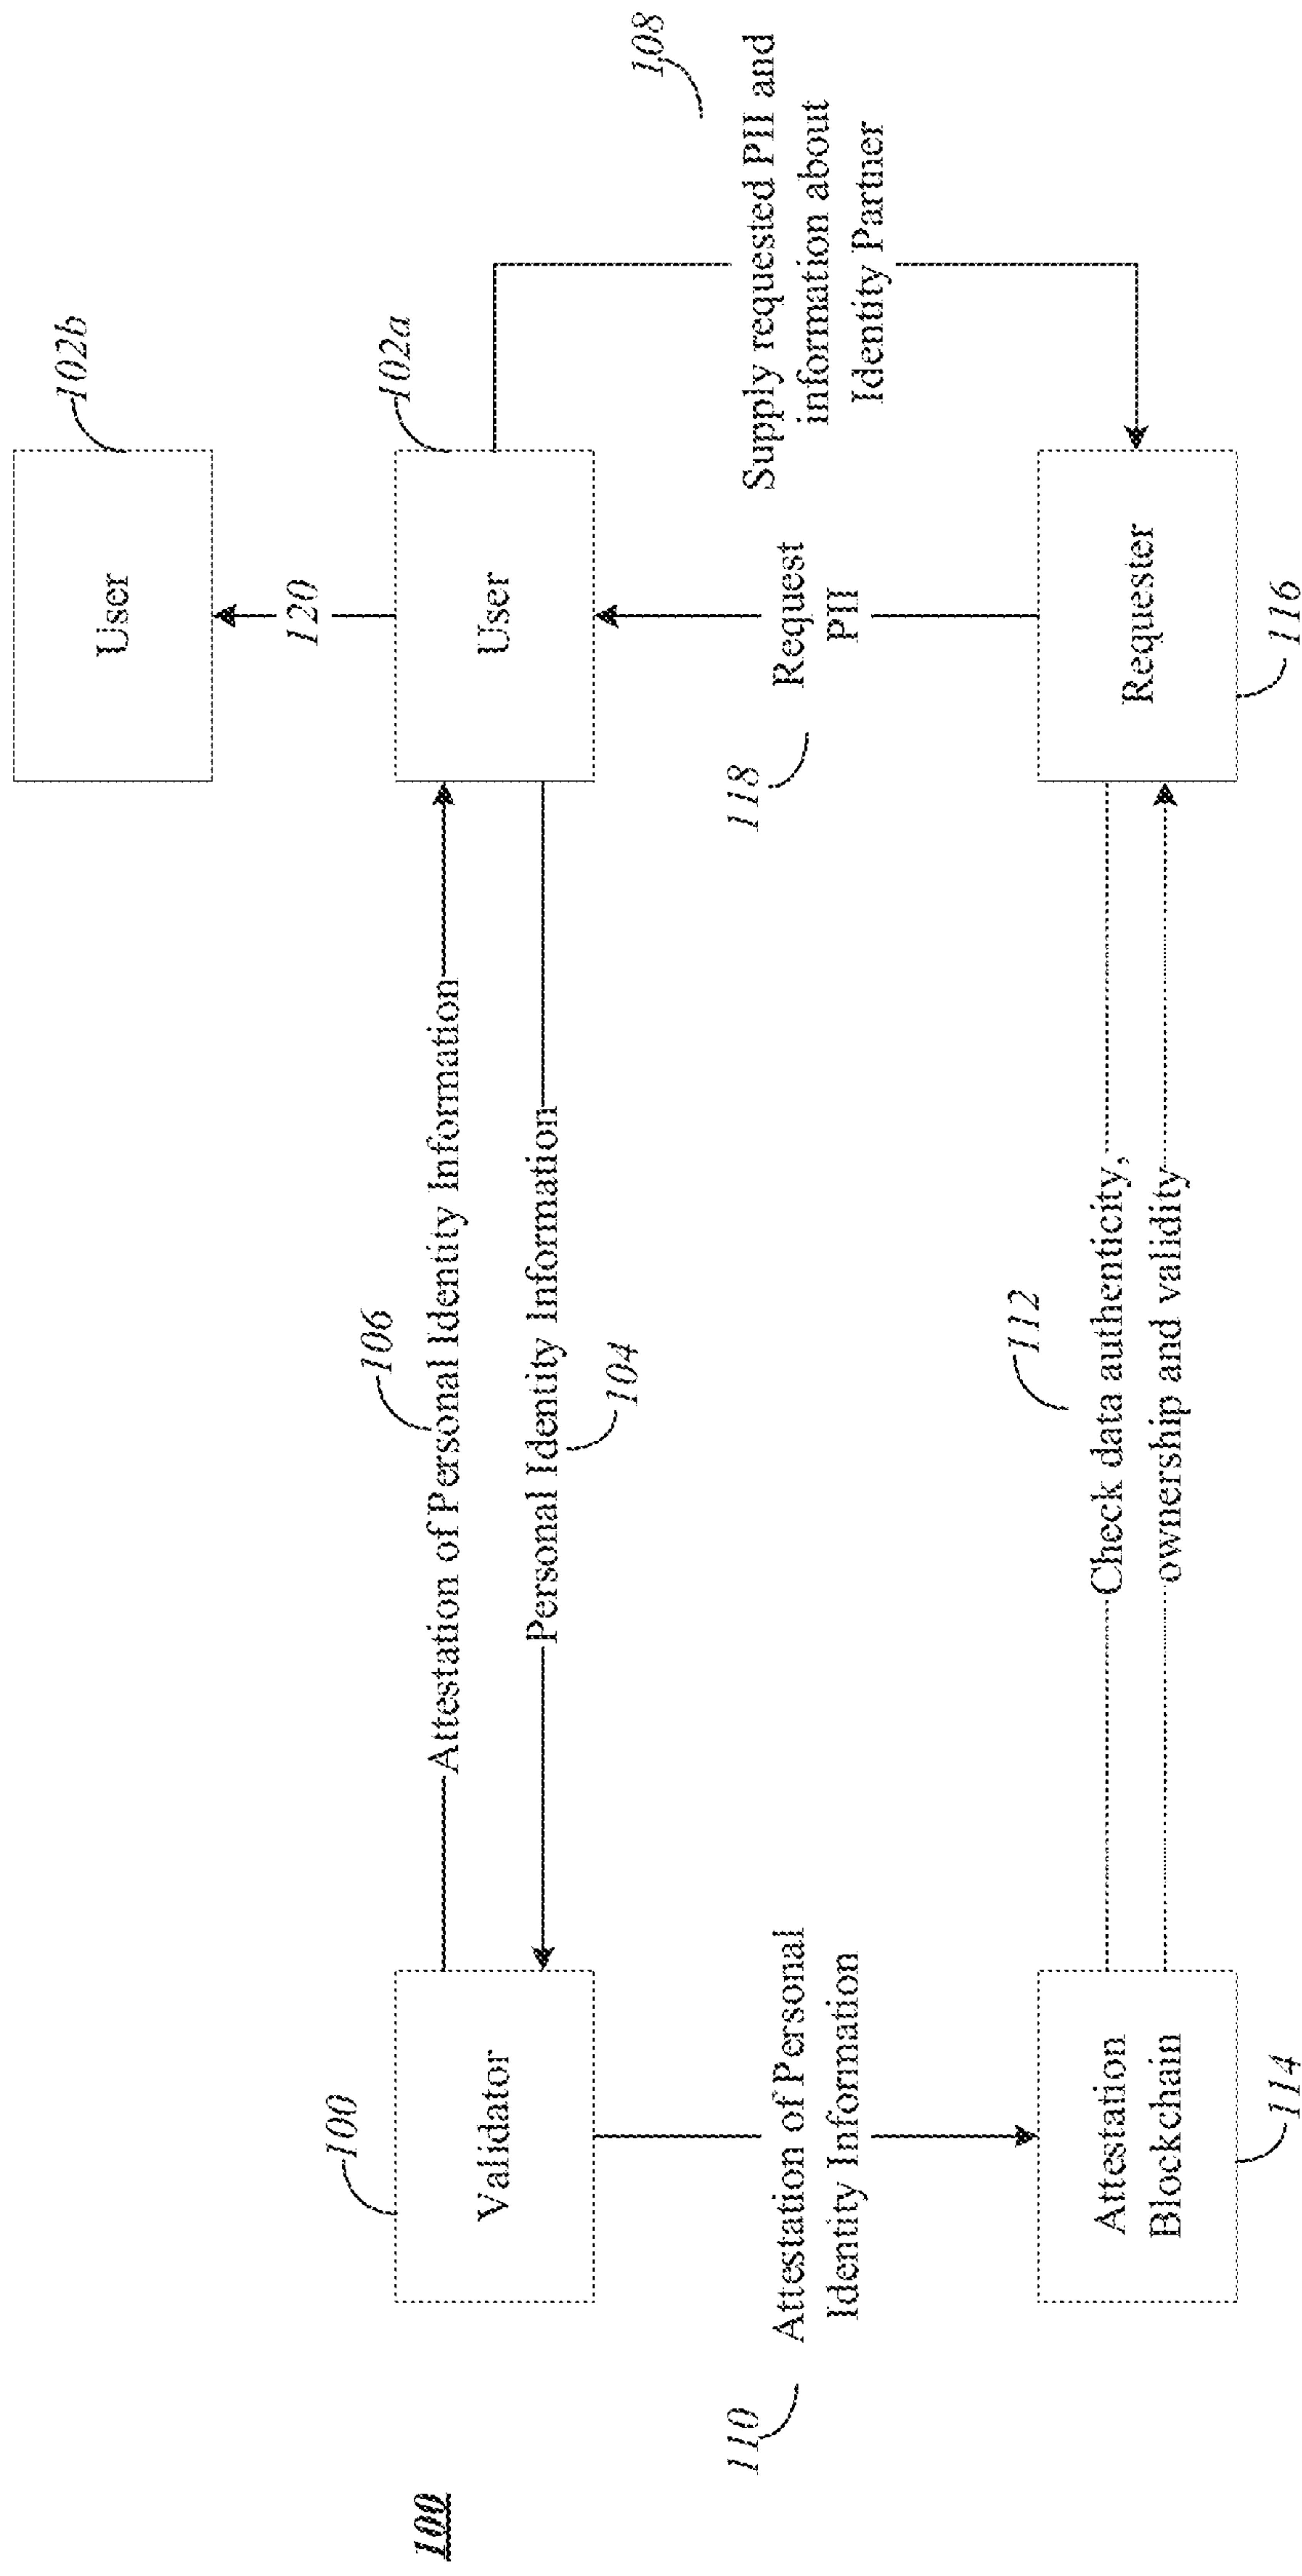 100
User
102b
120
100
Validator
106
Attestation of Personal Identity Information
Personal Identity Information
104
User
102a
110
Attestation of Personal
Identity Information
118
Request
PII
Supply requested PII and
information about
Identity Partner
108
Attestation
Blockchain
114
112
Check data authenticity,
ownership and validity
Requester
116